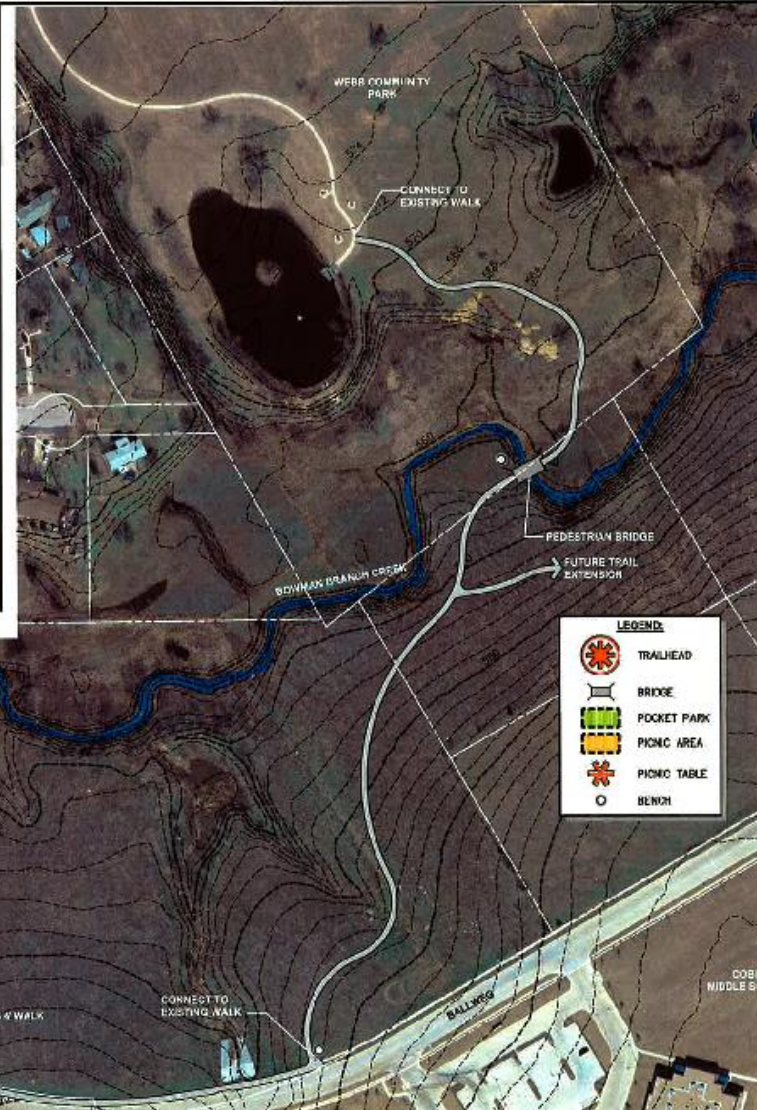 WEBB COMMUNITY
PARK
CONNECT TO
EXISTING WALK
PEDESTRIAN BRIDGE
FUTURE TRAIL
EXTENSION
BOWMAN BRANCH CREEK
LEGEND:
TRAILHEAD
BRIDGE
POCKET PARK
PICNIC AREA
PICNIC TABLE
BENCH
CONNECT TO
EXISTING WALK
WALK
BALLWEG
MIDDLE S